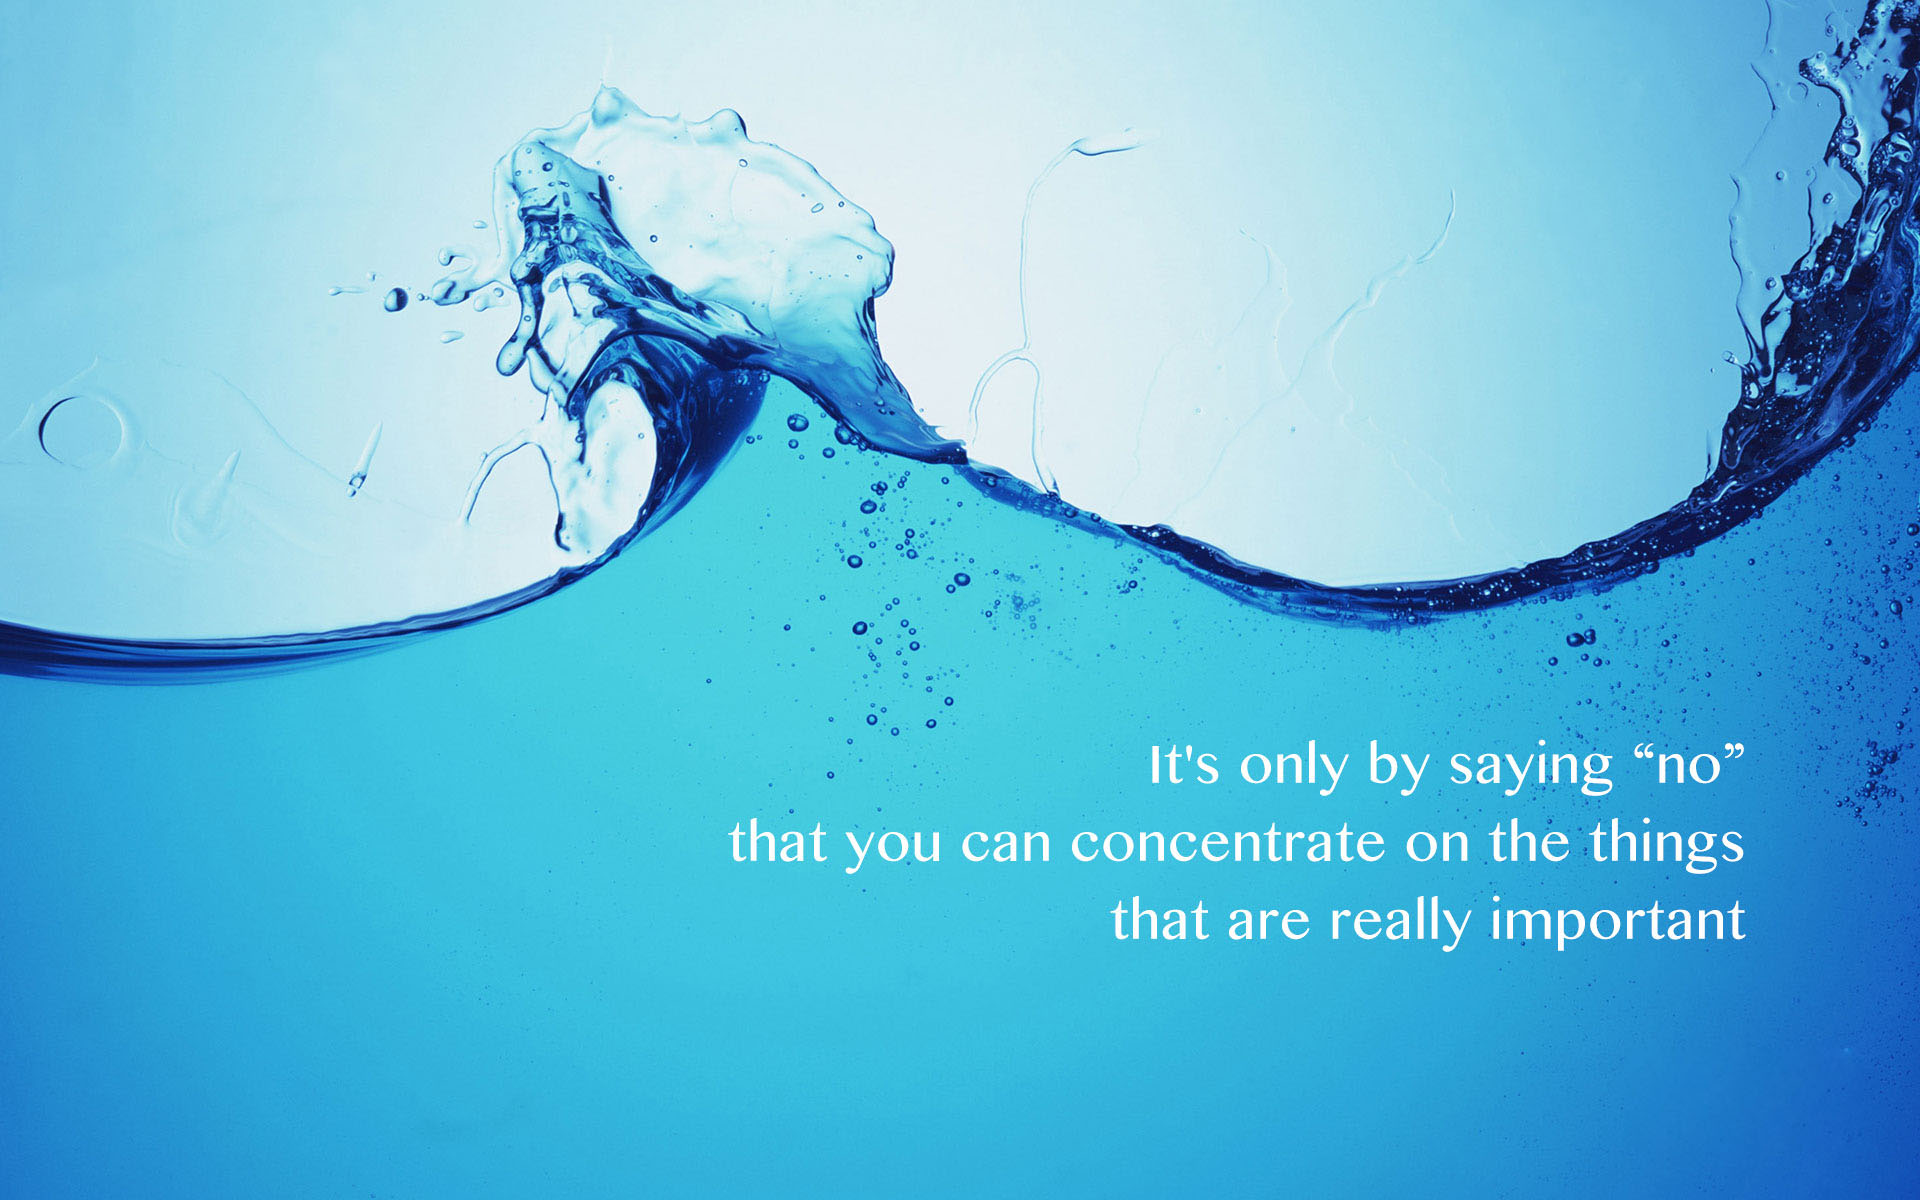 It's only by saying “no”
that you can concentrate on the things
that are really important